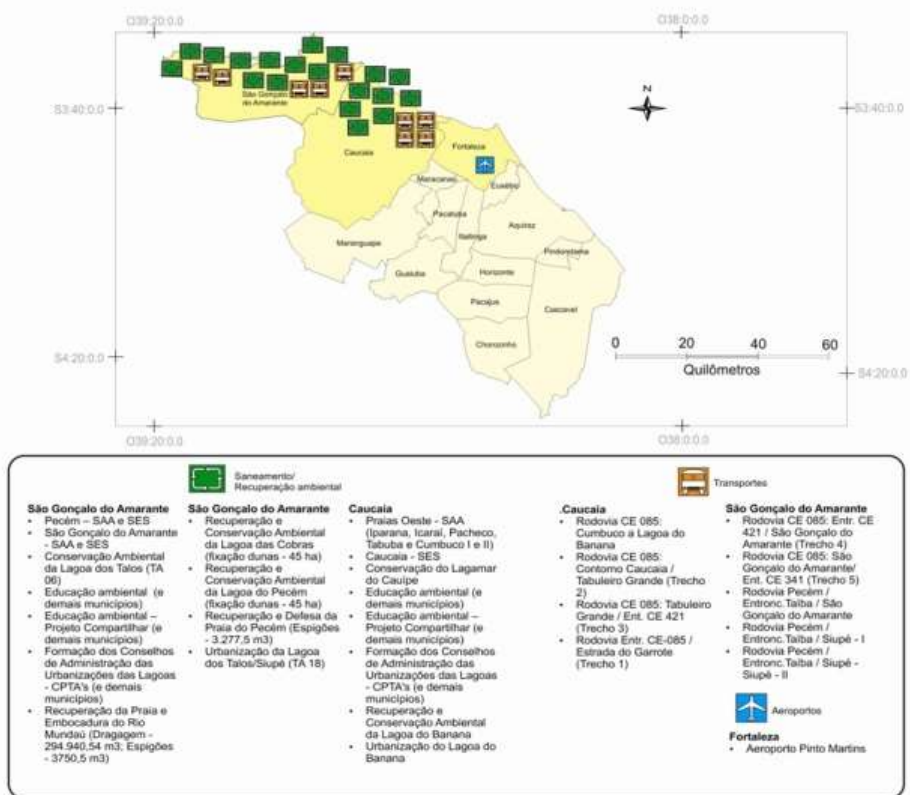 O39:20:0.0
O38:0:0.0
S3:40:0.0
S3:40:0.0
N
São Gonçalo
do Amarante
Caucaia
Fortaleza
Maracanaú
Eusébio
Pacatuba
Itaitinga
Aquiraz
Maranguape
Pindoretama
Guaiuba
Horizonte
Pacajus
Cascavel
Chorozinho
0 20 40 60
Quilômetros
S4:20:0.0
S4:20:0.0
O39:20:0.0
O38:0:0.0
Saneamento/
Recuperação ambiental
São Gonçalo do Amarante
• Pecém – SAA e SES
• São Gonçalo do Amarante
- SAA e SES
• Conservação Ambiental
da Lagoa dos Talos (TA
06)
• Educação ambiental (e
demais municípios)
• Educação ambiental –
Projeto Compartilhar (e
demais municípios)
• Formação dos Conselhos
de Administração das
Urbanizações das Lagoas
- CPTA's (e demais
municípios)
• Recuperação da Praia e
Embocadura do Rio
Mundaú (Dragagem -
294.940,54 m3; Espigões
- 3750,5 m3)
São Gonçalo do Amarante
• Recuperação e
Conservação Ambiental
da Lagoa das Cobras
(fixação dunas - 45 ha)
• Recuperação e
Conservação Ambiental
da Lagoa do Pecém
(fixação dunas - 45 ha)
• Recuperação e Defesa da
Praia do Pecém (Espigões
- 3.277,5 m3)
• Urbanização da Lagoa
dos Talos/Siupé (TA 18)
Caucaia
• Praias Oeste - SAA
(Iparana, Icaraí, Pacheco,
Tabuba e Cumbuco I e II)
• Caucaia - SES
• Conservação do Lagamar
do Cauípe
• Educação ambiental (e
demais municípios)
• Educação ambiental –
Projeto Compartilhar (e
demais municípios)
• Formação dos Conselhos
de Administração das
Urbanizações das Lagoas
- CPTA's (e demais
municípios)
• Recuperação e
Conservação Ambiental
da Lagoa do Banana
• Urbanização do Lagoa do
Banana
Transportes
.Caucaia
• Rodovia CE 085:
Cumbuco a Lagoa do
Banana
• Rodovia CE 085:
Contorno Caucaia /
Tabuleiro Grande (Trecho
2)
• Rodovia CE 085: Tabuleiro
Grande / Ent. CE 421
(Trecho 3)
• Rodovia Entr. CE-085 /
Estrada do Garrote
(Trecho 1)
São Gonçalo do Amarante
• Rodovia CE 085: Entr. CE
421 / São Gonçalo do
Amarante (Trecho 4)
• Rodovia CE 085: São
Gonçalo do Amarante/
Ent. CE 341 (Trecho 5)
• Rodovia Pecém /
Entronc.Taíba / São
Gonçalo do Amarante
• Rodovia Pecém /
Entronc.Taíba / Siupé - I
• Rodovia Pecém /
Entronc.Taíba / Siupé -
Siupé - II
Aeroportos
Fortaleza
• Aeroporto Pinto Martins